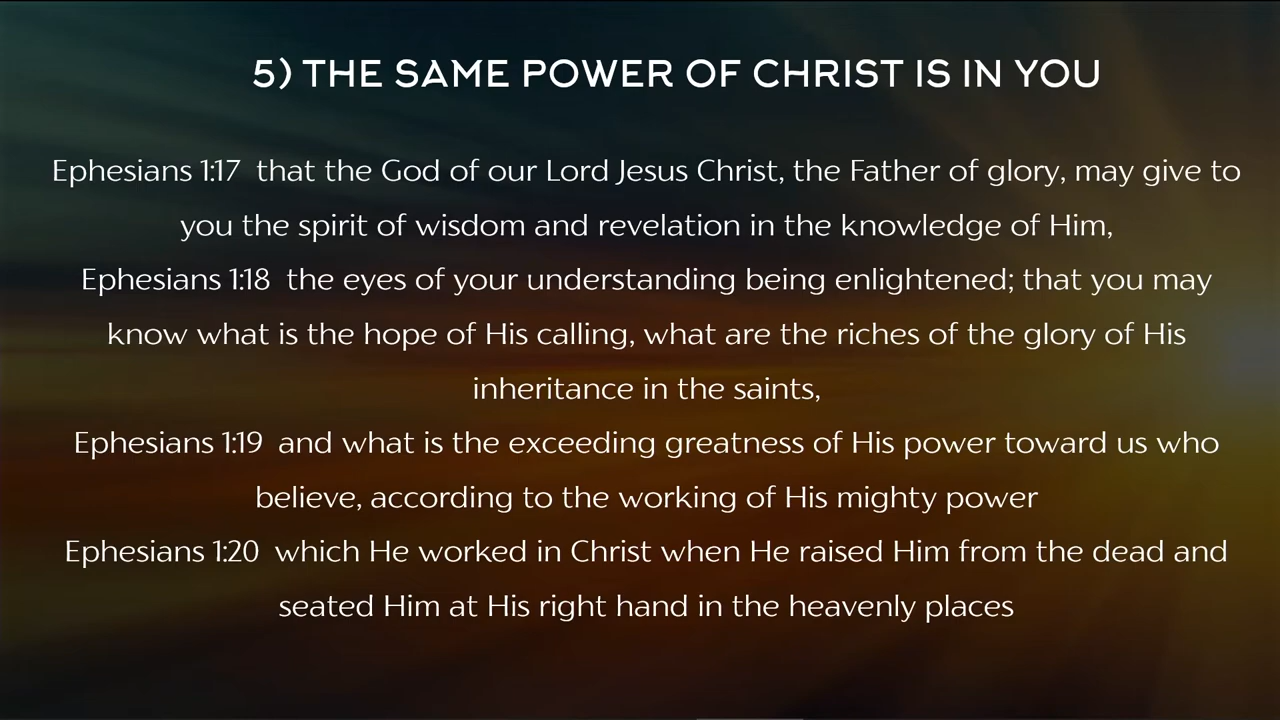 5) THE SAME POWER OF CHRIST IS IN YOU
Ephesians 1:17 that the God of our Lord Jesus Christ, the Father of glory, may give to
you the spirit of wisdom and revelation in the knowledge of Him,
Ephesians 1:18 the eyes of your understanding being enlightened; that you may
know what is the hope of His calling, what are the riches of the glory of His
inheritance in the saints,
Ephesians 1:19 and what is the exceeding greatness of His power toward us who
believe, according to the working of His mighty power
Ephesians 1:20 which He worked in Christ when He raised Him from the dead and
seated Him at His right hand in the heavenly places